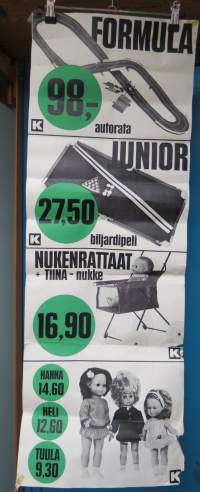 FORMULA
98,-
autorata
K
JUNIOR
27,50
K
biljardipeli
NUKENRATTAAT
+ TIINA - nukke
16,90
K
HANNA
14,60
HELI
12,60
TUULA
9,30
K